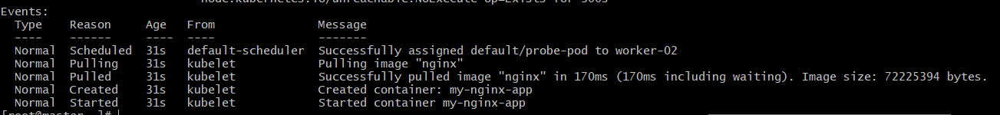 node.kubernetes.io/unreachable:NoExecute op=Exists for 300s
Events:
  Type    Reason     Age   From               Message
  ----    ------     ----  ----               -------
  Normal  Scheduled  31s   default-scheduler  Successfully assigned default/probe-pod to worker-02
  Normal  Pulling    31s   kubelet            Pulling image "nginx"
  Normal  Pulled     31s   kubelet            Successfully pulled image "nginx" in 170ms (170ms including waiting). Image size: 72225394 bytes.
  Normal  Created    31s   kubelet            Created container: my-nginx-app
  Normal  Started    31s   kubelet            Started container my-nginx-app
[root@master ~]#